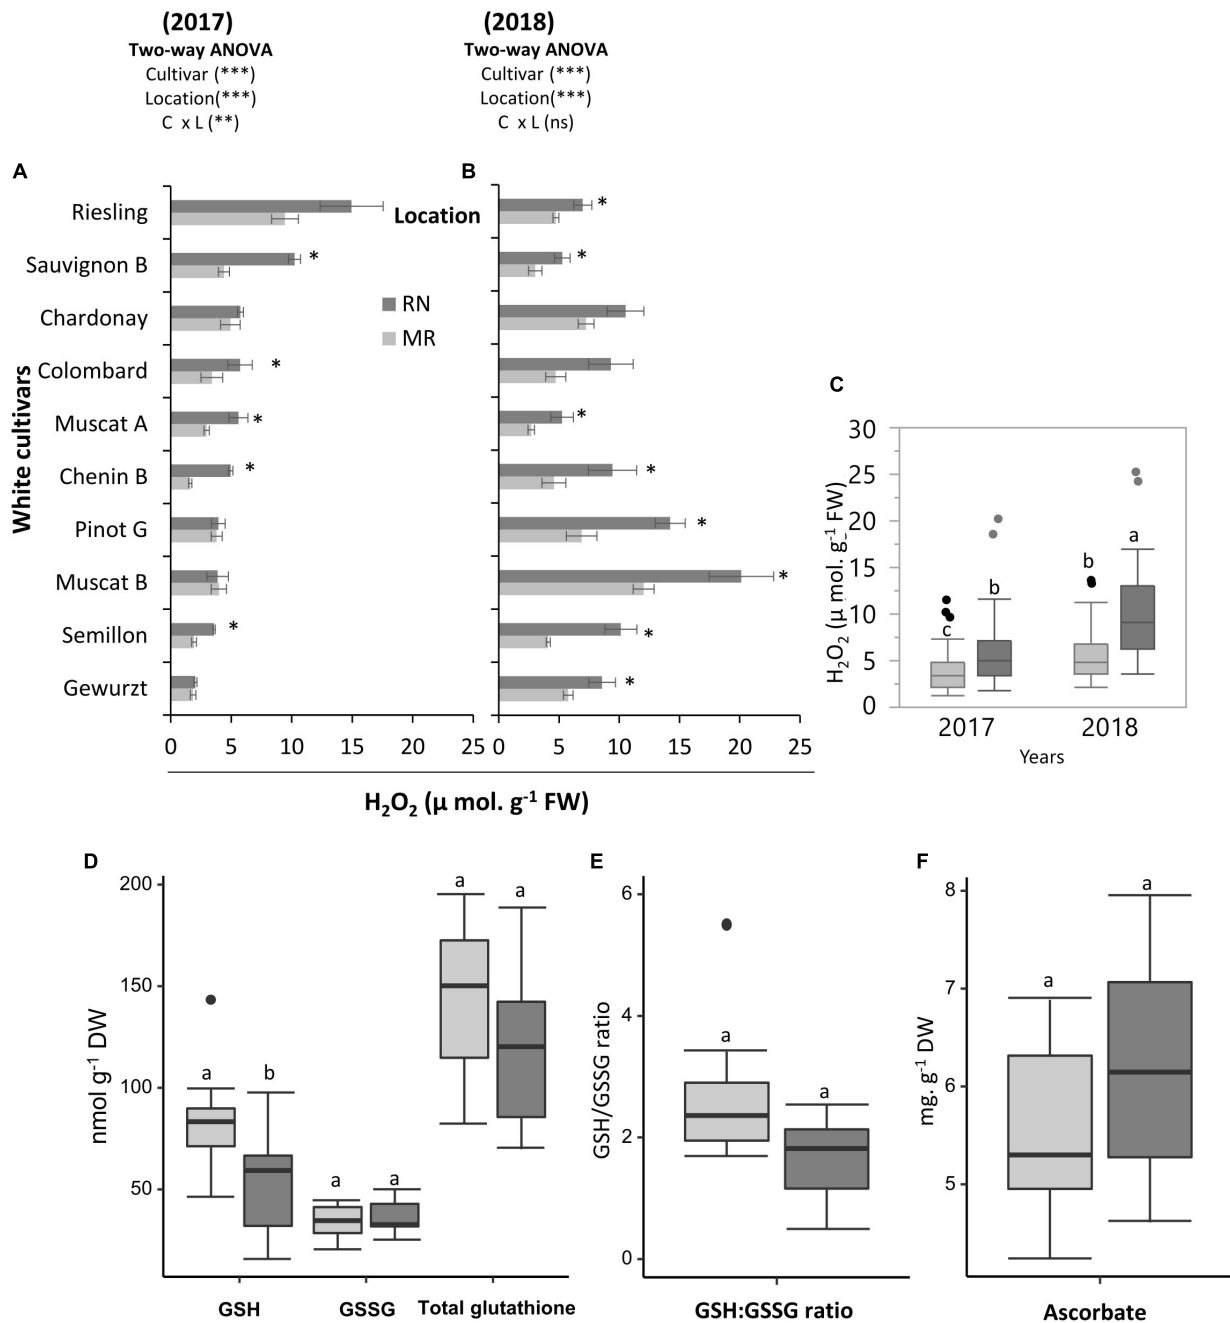 (2017)
Two-way ANOVA
Cultivar (***)
Location(***)
C x L (**)
(2018)
Two-way ANOVA
Cultivar (***)
Location(***)
C x L (ns)
A
White cultivars
Riesling
Sauvignon B
Chardonay
Colombard
Muscat A
Chenin B
Pinot G
Muscat B
Semillon
Gewurzt
*
*
*
*
*
0 5 10 15 20 25
Location
RN
MR
B
*
*
*
*
*
*
*
*
0 5 10 15 20 25
H₂O₂ (µ mol. g⁻¹ FW)
C
H₂O₂ (µ mol. g⁻¹ FW)
30
25
20
15
10
5
0
c
b
b
a
2017 2018
Years
D
nmol g⁻¹ DW
200
150
100
50
a
b
a
a
a
a
GSH GSSG Total glutathione
E
GSH/GSSG ratio
6
4
2
0
a
a
GSH:GSSG ratio
F
mg. g⁻¹ DW
8
7
6
5
a
a
Ascorbate